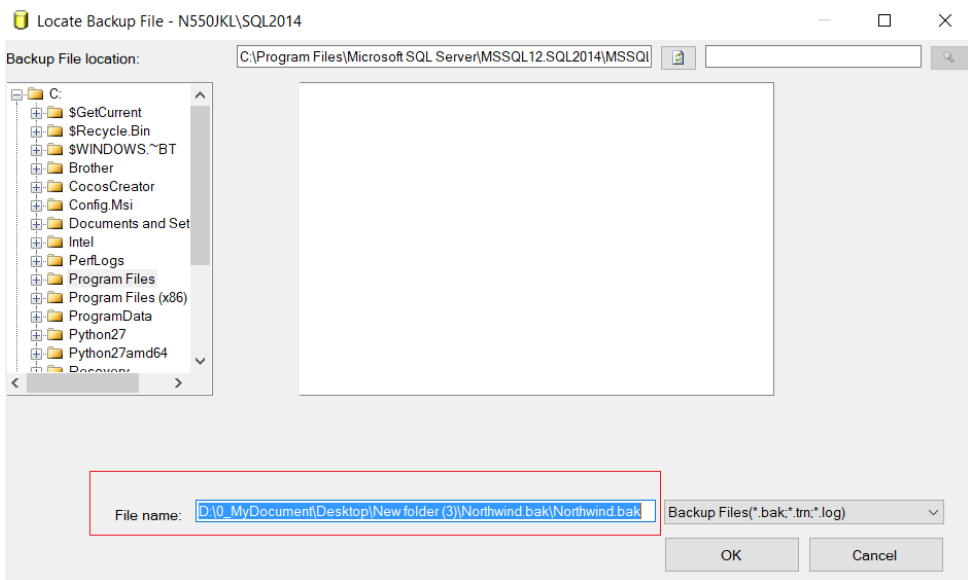 Locate Backup File - N550JKL\SQL2014
Backup File location:
C:\Program Files\Microsoft SQL Server\MSSQL12.SQL2014\MSSQL
C:
$GetCurrent
$Recycle.Bin
$WINDOWS.~BT
Brother
CocosCreator
Config.Msi
Documents and Set
Intel
PerfLogs
Program Files
Program Files (x86)
ProgramData
Python27
Python27amd64
Recovery
File name:
D:\0_MyDocument\Desktop\New folder (3)\Northwind.bak\Northwind.bak
Backup Files(*.bak;*.trn;*.log)
OK
Cancel